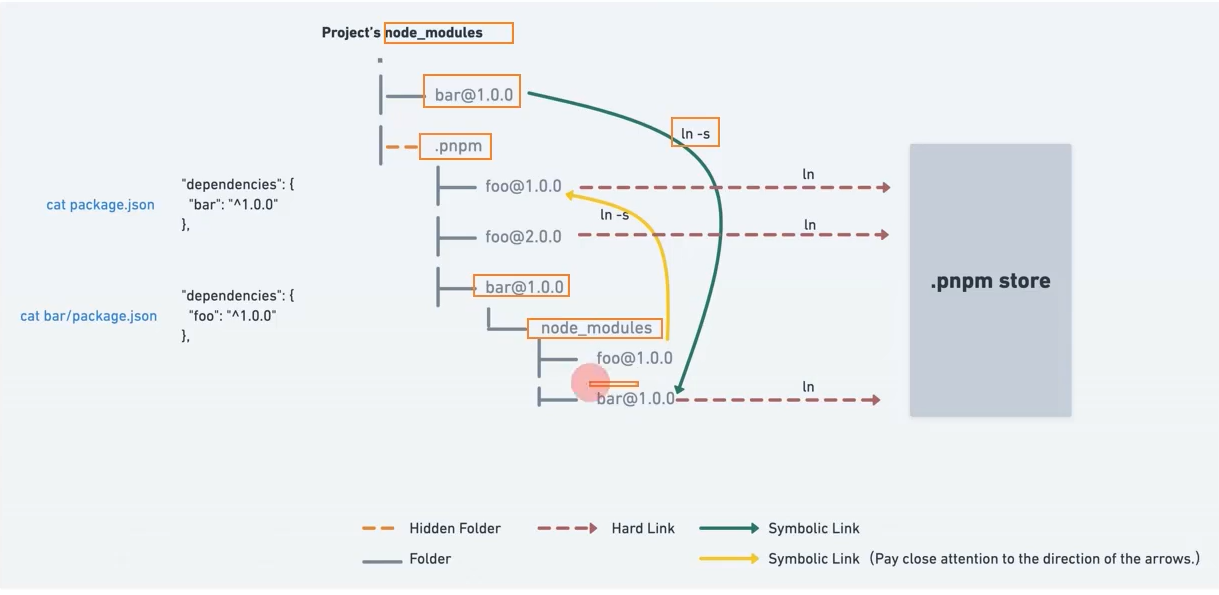 Project's node_modules
.
bar@1.0.0
ln -s
.pnpm
ln
"dependencies": {
foo@1.0.0
cat package.json
"bar": "^1.0.0"
ln -s
},
ln
foo@2.0.0
.pnpm store
bar@1.0.0
"dependencies": {
cat bar/package.json
"foo": "^1.0.0"
},
node_modules
foo@1.0.0
ln
bar@1.0.0
Hidden Folder
Hard Link
Symbolic Link
Folder
Symbolic Link (Pay close attention to the direction of the arrows.)